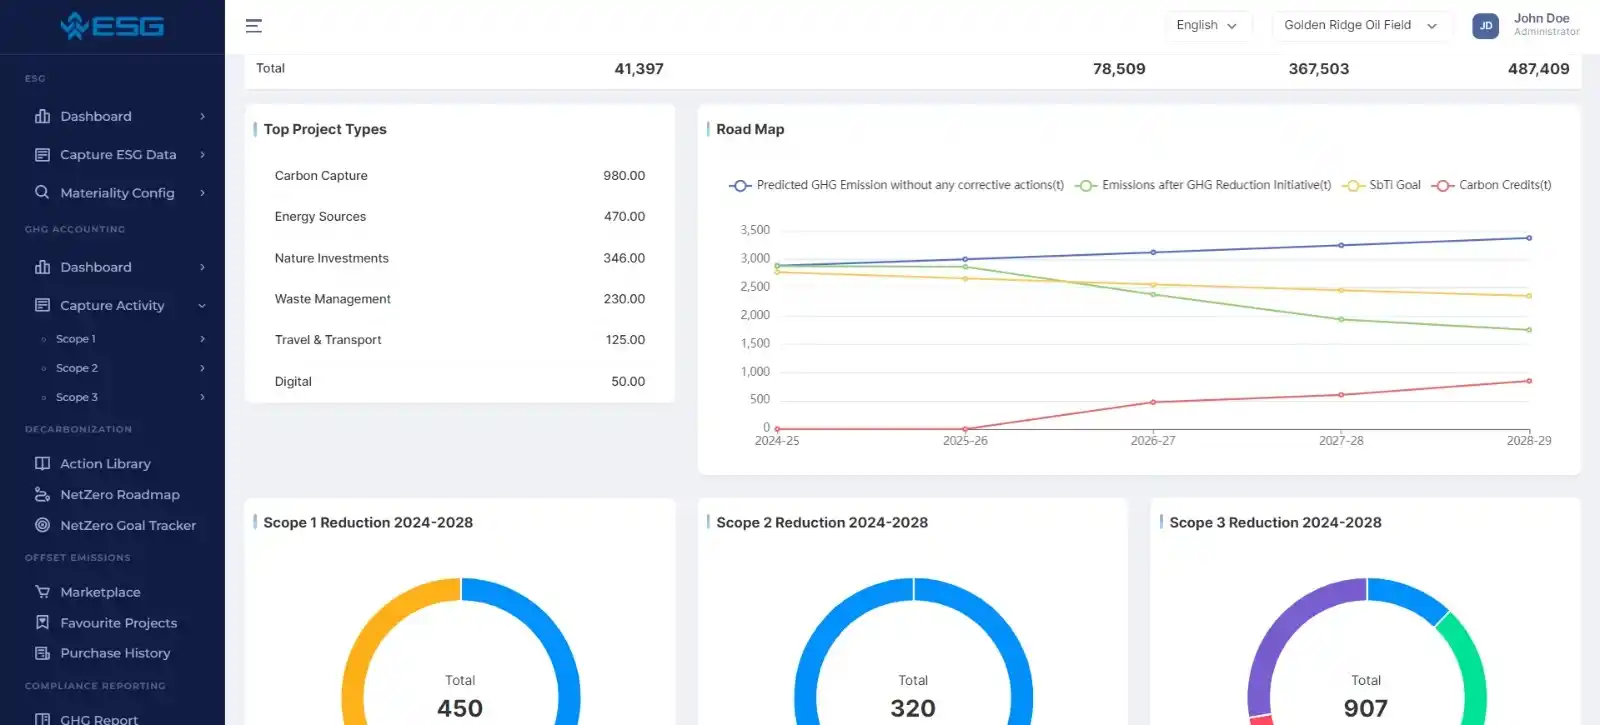 ESG
English
Golden Ridge Oil Field
JD
John Doe
Administrator
ESG
Dashboard
Capture ESG Data
Materiality Config
GHG ACCOUNTING
Dashboard
Capture Activity
Scope 1
Scope 2
Scope 3
DECARBONIZATION
Action Library
NetZero Roadmap
NetZero Goal Tracker
OFFSET EMISSIONS
Marketplace
Favourite Projects
Purchase History
COMPLIANCE REPORTING
GHG Report
Total 41,397 78,509 367,503 487,409
Top Project Types
Carbon Capture 980.00
Energy Sources 470.00
Nature Investments 346.00
Waste Management 230.00
Travel & Transport 125.00
Digital 50.00
Road Map
Predicted GHG Emission without any corrective actions(t) Emissions after GHG Reduction Initiative(t) SbTi Goal Carbon Credits(t)
3,500
3,000
2,500
2,000
1,500
1,000
500
0
2024-25 2025-26 2026-27 2027-28 2028-29
Scope 1 Reduction 2024-2028
Total
450
Scope 2 Reduction 2024-2028
Total
320
Scope 3 Reduction 2024-2028
Total
907